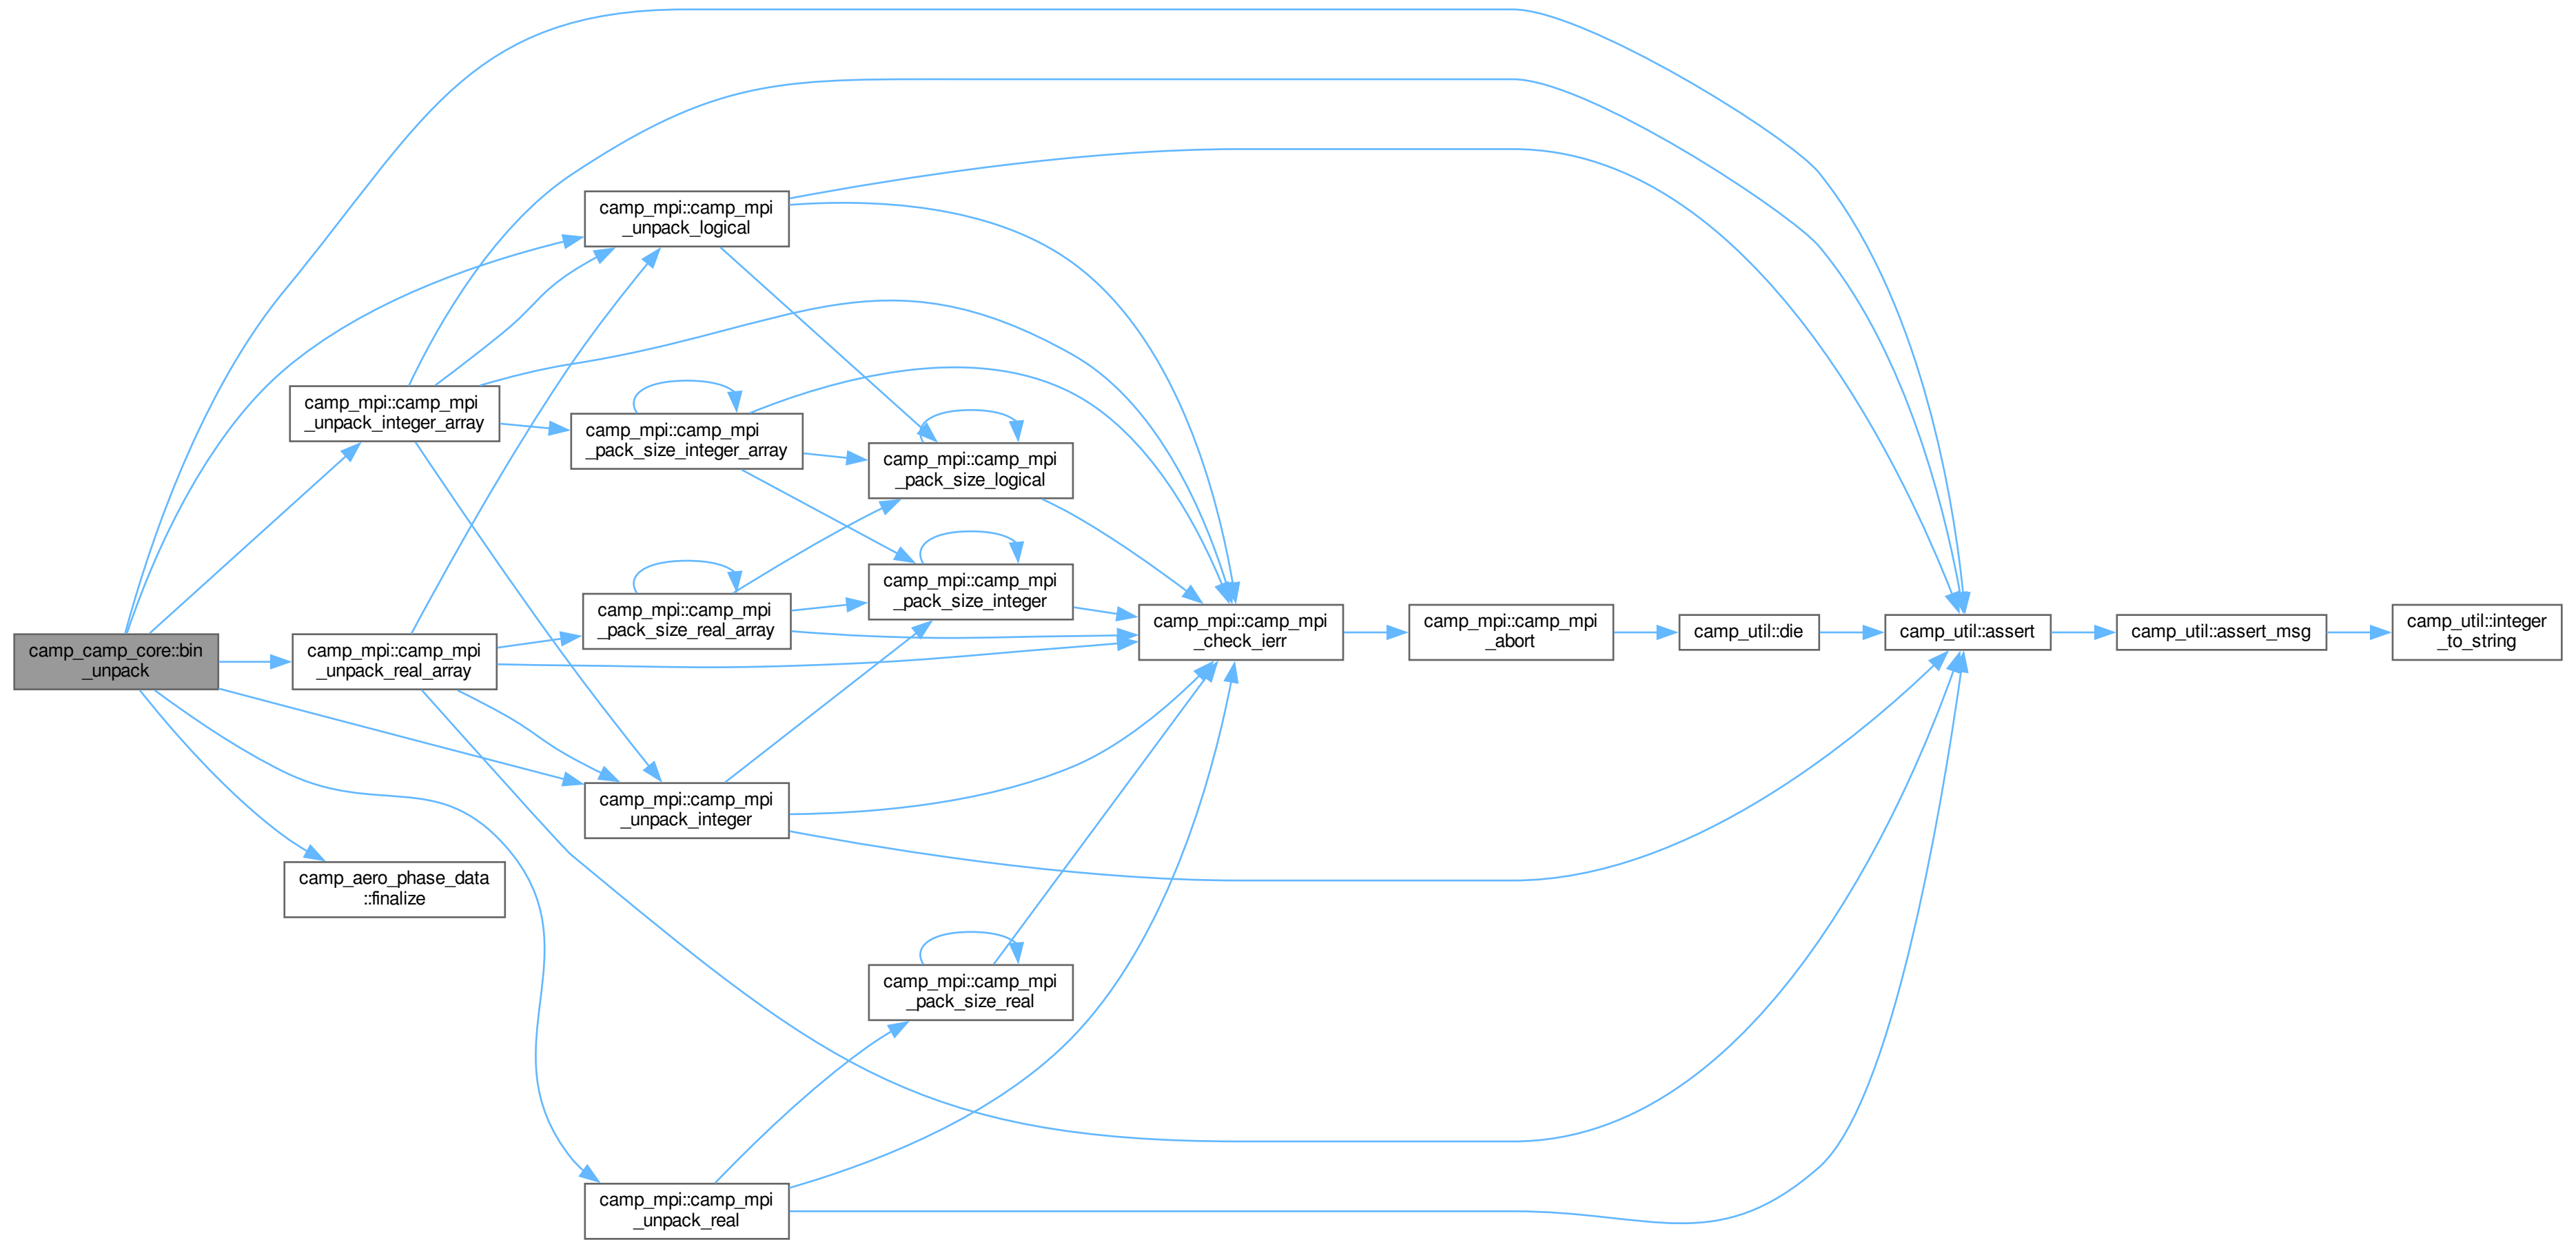 camp_mpi::camp_mpi
_unpack_logical
camp_mpi::camp_mpi
_unpack_integer_array
camp_mpi::camp_mpi
_pack_size_integer_array
camp_mpi::camp_mpi
_pack_size_logical
camp_mpi::camp_mpi
_pack_size_integer
camp_mpi::camp_mpi
_pack_size_real_array
camp_camp_core::bin
_unpack
camp_mpi::camp_mpi
_unpack_real_array
camp_mpi::camp_mpi
_check_ierr
camp_mpi::camp_mpi
_abort
camp_util::die
camp_util::assert
camp_util::assert_msg
camp_util::integer
_to_string
camp_mpi::camp_mpi
_unpack_integer
camp_aero_phase_data
::finalize
camp_mpi::camp_mpi
_pack_size_real
camp_mpi::camp_mpi
_unpack_real